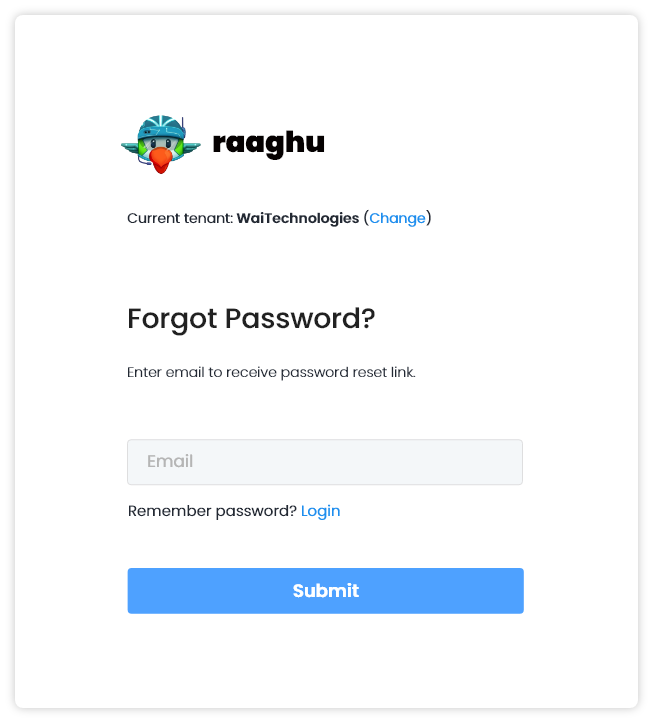 raaghu
Current tenant: WaiTechnologies (Change)
Forgot Password?
Enter email to receive password reset link.
Email
Remember password? Login
Submit